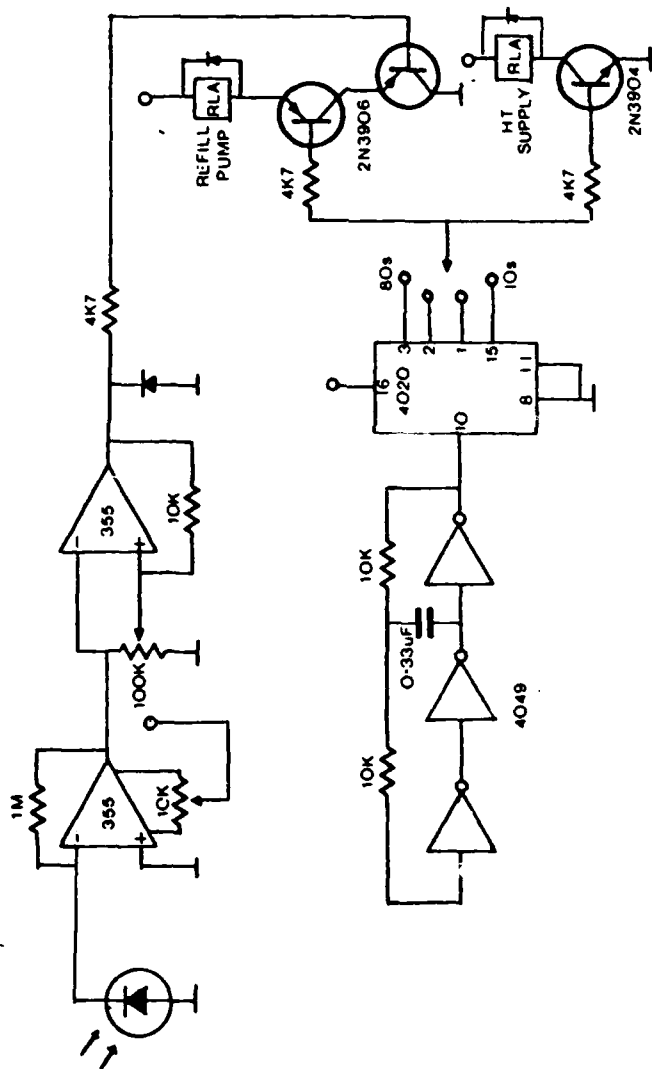 REFILL
PUMP
RLA
4K7
2N3906
HT
SUPPLY
RLA
4K7
2N3904
4K7
355
-
+
10K
100K
1M
355
-
+
10K
80s
10s
16
4020
10
3
2
1
15
8
11
10K
10K
0·33uF
4049